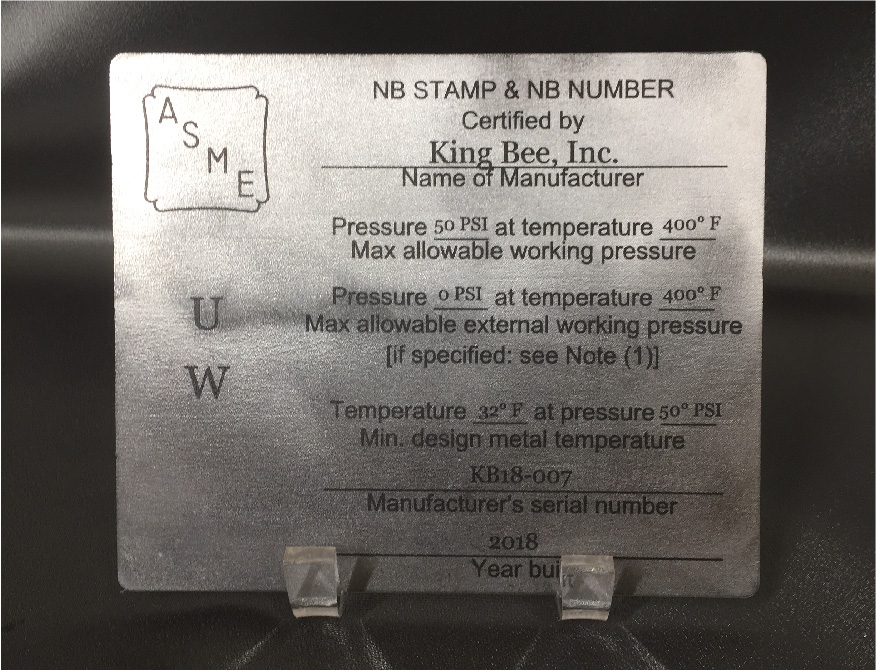 A
S
M
E
U
W
NB STAMP & NB NUMBER
Certified by
King Bee, Inc.
Name of Manufacturer
Pressure 50 PSI at temperature 400° F
Max allowable working pressure
Pressure 0 PSI at temperature 400° F
Max allowable external working pressure
[if specified: see Note (1)]
Temperature 32° F at pressure 50° PSI
Min. design metal temperature
KB18-007
Manufacturer's serial number
2018
Year built